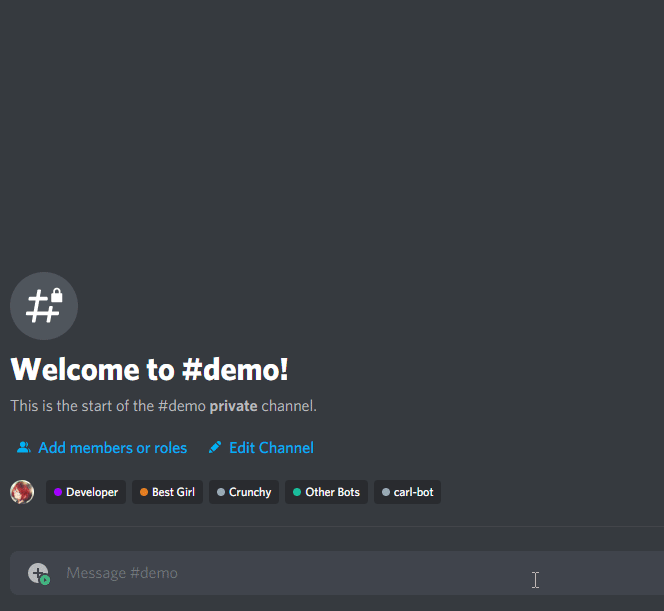 Welcome to #demo!
This is the start of the #demo private channel.
Add members or roles Edit Channel
Developer Best Girl Crunchy Other Bots carl-bot
Message #demo